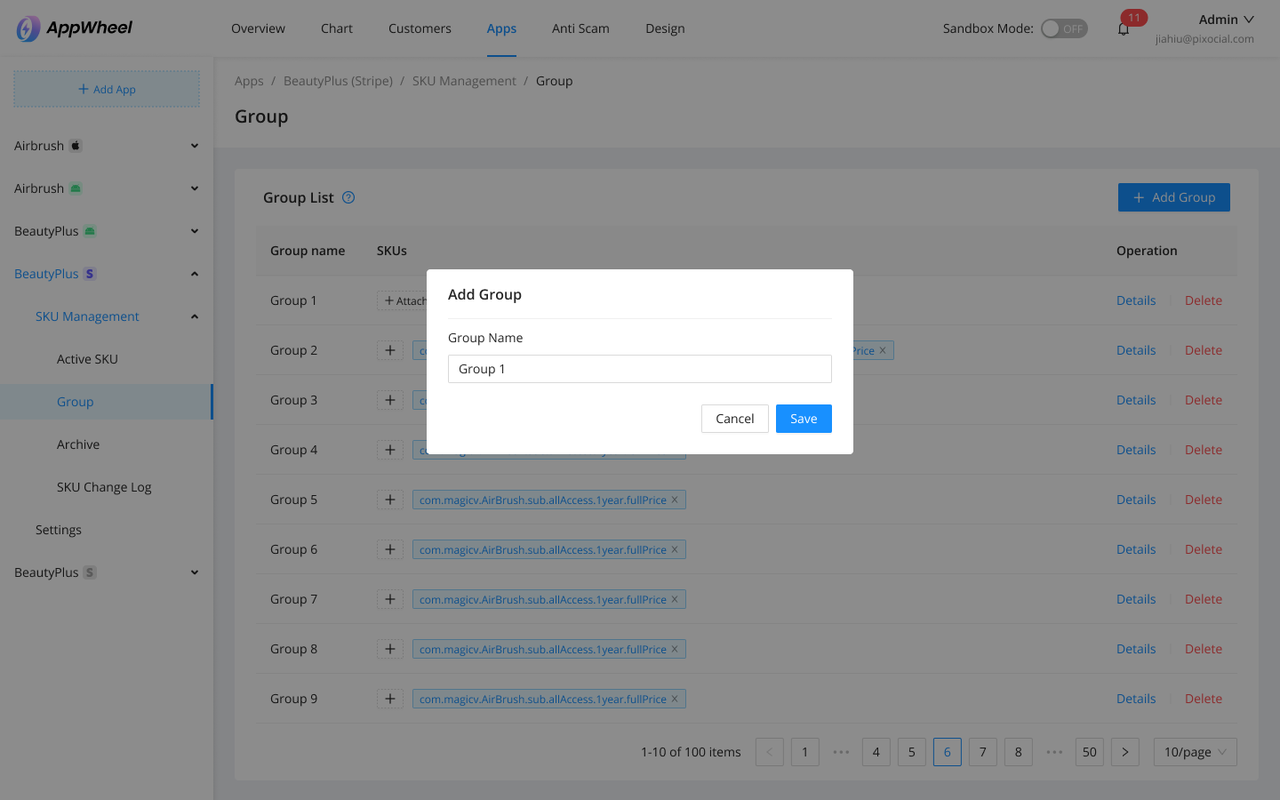 AppWheel
Overview
Chart
Customers
Apps
Anti Scam
Design
Sandbox Mode:
OFF
11
Admin
jiahiu@pixocial.com
+ Add App
Airbrush
Airbrush
BeautyPlus
BeautyPlus S
SKU Management
Active SKU
Group
Archive
SKU Change Log
Settings
BeautyPlus S
Apps / BeautyPlus (Stripe) / SKU Management / Group
Group
Group List ?
+ Add Group
Group name SKUs Operation
Group 1 + Attach Details Delete
Group 2 + Price × Details Delete
Group 3 + Details Delete
Group 4 + Details Delete
Group 5 + com.magicv.AirBrush.sub.allAccess.1year.fullPrice × Details Delete
Group 6 + com.magicv.AirBrush.sub.allAccess.1year.fullPrice × Details Delete
Group 7 + com.magicv.AirBrush.sub.allAccess.1year.fullPrice × Details Delete
Group 8 + com.magicv.AirBrush.sub.allAccess.1year.fullPrice × Details Delete
Group 9 + com.magicv.AirBrush.sub.allAccess.1year.fullPrice × Details Delete
Add Group
Group Name
Group 1
Cancel
Save
1-10 of 100 items < 1 ••• 4 5 6 7 8 ••• 50 > 10/page